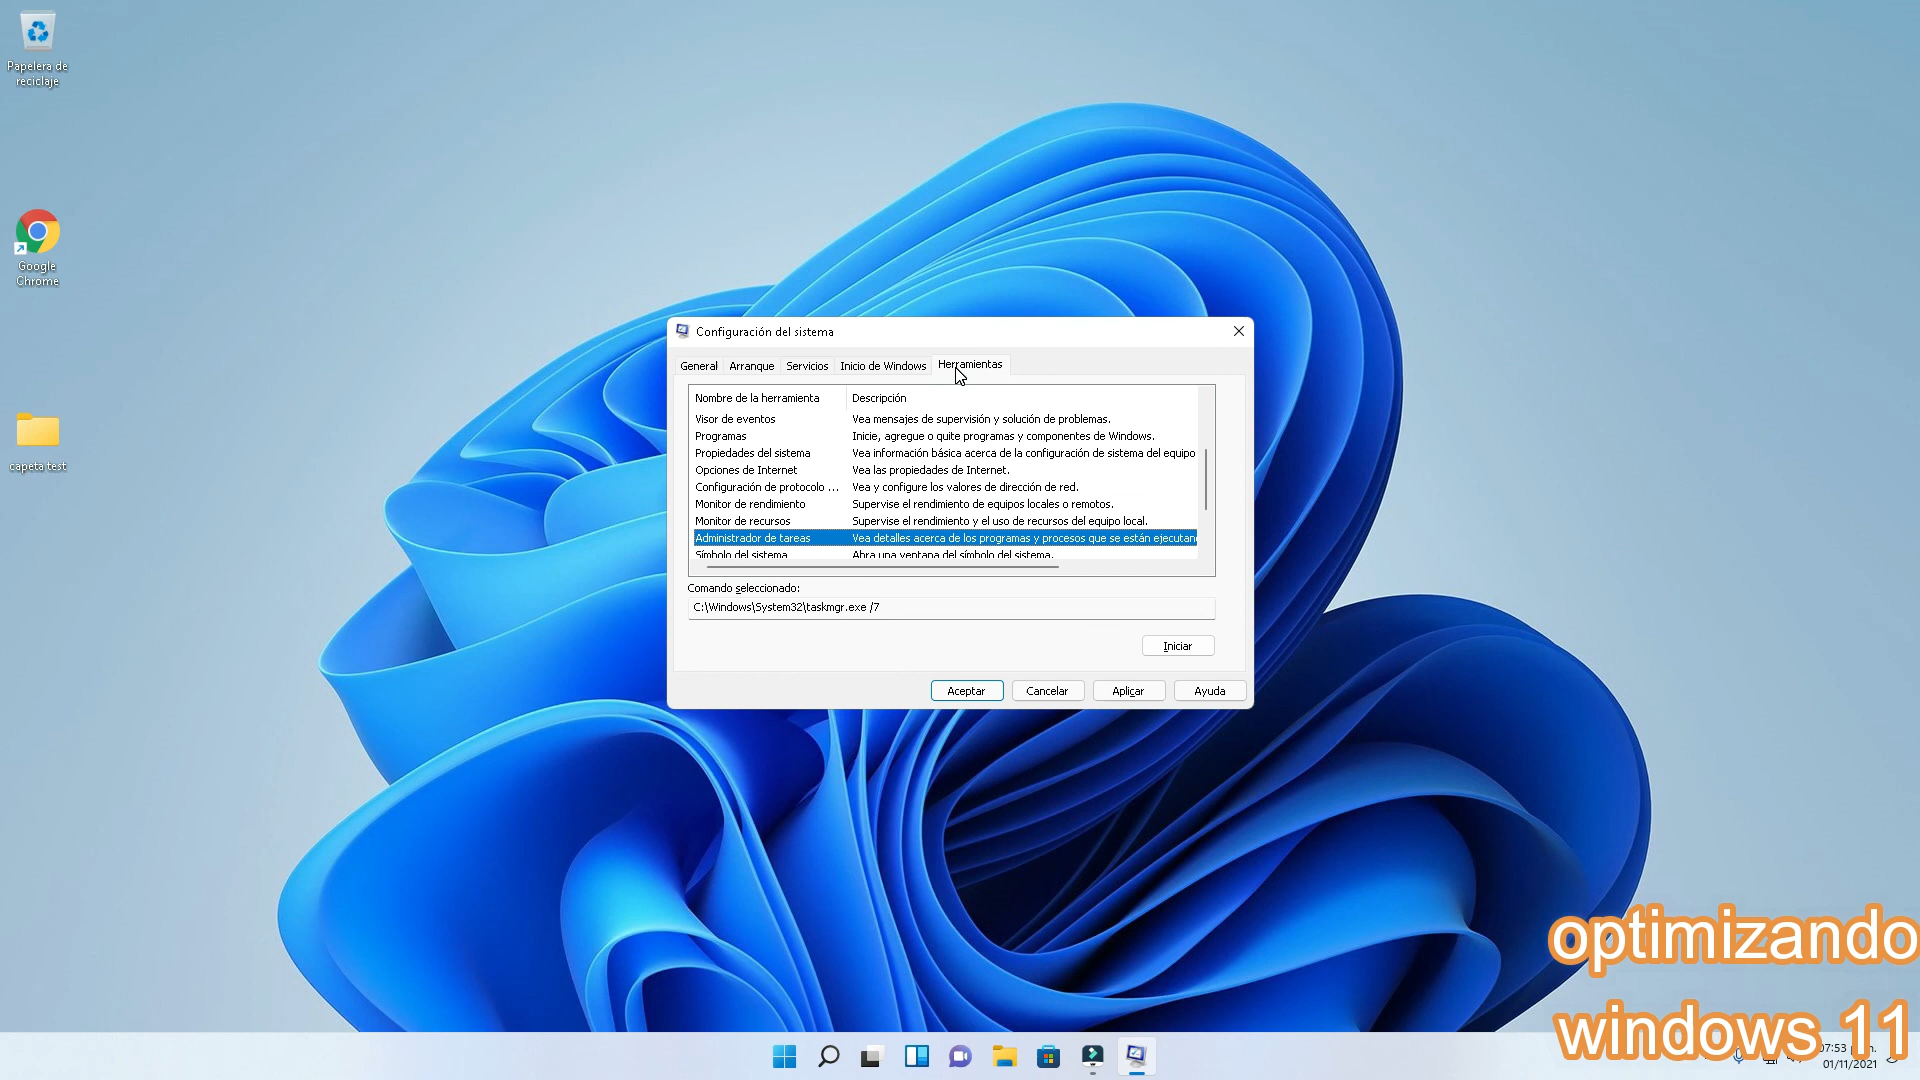 Papelera de
reciclaje
Google
Chrome
capeta test
Configuración del sistema
General Arranque Servicios Inicio de Windows Herramientas
Nombre de la herramienta Descripción
Visor de eventos Vea mensajes de supervisión y solución de problemas.
Programas Inicie, agregue o quite programas y componentes de Windows.
Propiedades del sistema Vea información básica acerca de la configuración de sistema del equipo
Opciones de Internet Vea las propiedades de Internet.
Configuración de protocolo ... Vea y configure los valores de dirección de red.
Monitor de rendimiento Supervise el rendimiento de equipos locales o remotos.
Monitor de recursos Supervise el rendimiento y el uso de recursos del equipo local.
Administrador de tareas Vea detalles acerca de los programas y procesos que se están ejecutan
Símbolo del sistema Abra una ventana del símbolo del sistema.
Comando seleccionado:
C:\Windows\System32\taskmgr.exe /7
Iniciar
Aceptar Cancelar Aplicar Ayuda
optimizando
windows 11
07:53 p.m.
01/11/2021